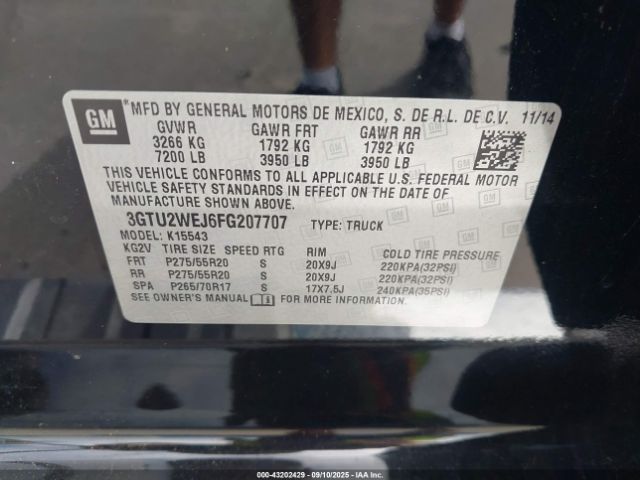 GM
*MFD BY GENERAL MOTORS DE MEXICO, S. DE R.L. DE C.V. 11/14
GVWR GAWR FRT GAWR RR
3266 KG 1792 KG 1792 KG
7200 LB 3950 LB 3950 LB
THIS VEHICLE CONFORMS TO ALL APPLICABLE U.S. FEDERAL MOTOR
VEHICLE SAFETY STANDARDS IN EFFECT ON THE DATE OF
MANUFACTURE SHOWN ABOVE.
3GTU2WEJ6FG207707 TYPE: TRUCK
MODEL: K15543
KG2V TIRE SIZE SPEED RTG RIM COLD TIRE PRESSURE
FRT P275/55R20 S 20X9J 220KPA(32PSI)
RR P275/55R20 S 20X9J 220KPA(32PSI)
SPA P265/70R17 S 17X7.5J 240KPA(35PSI)
SEE OWNER'S MANUAL FOR MORE INFORMATION.
000-43202429 - 09/10/2025 - Copyright IAAI, LLC